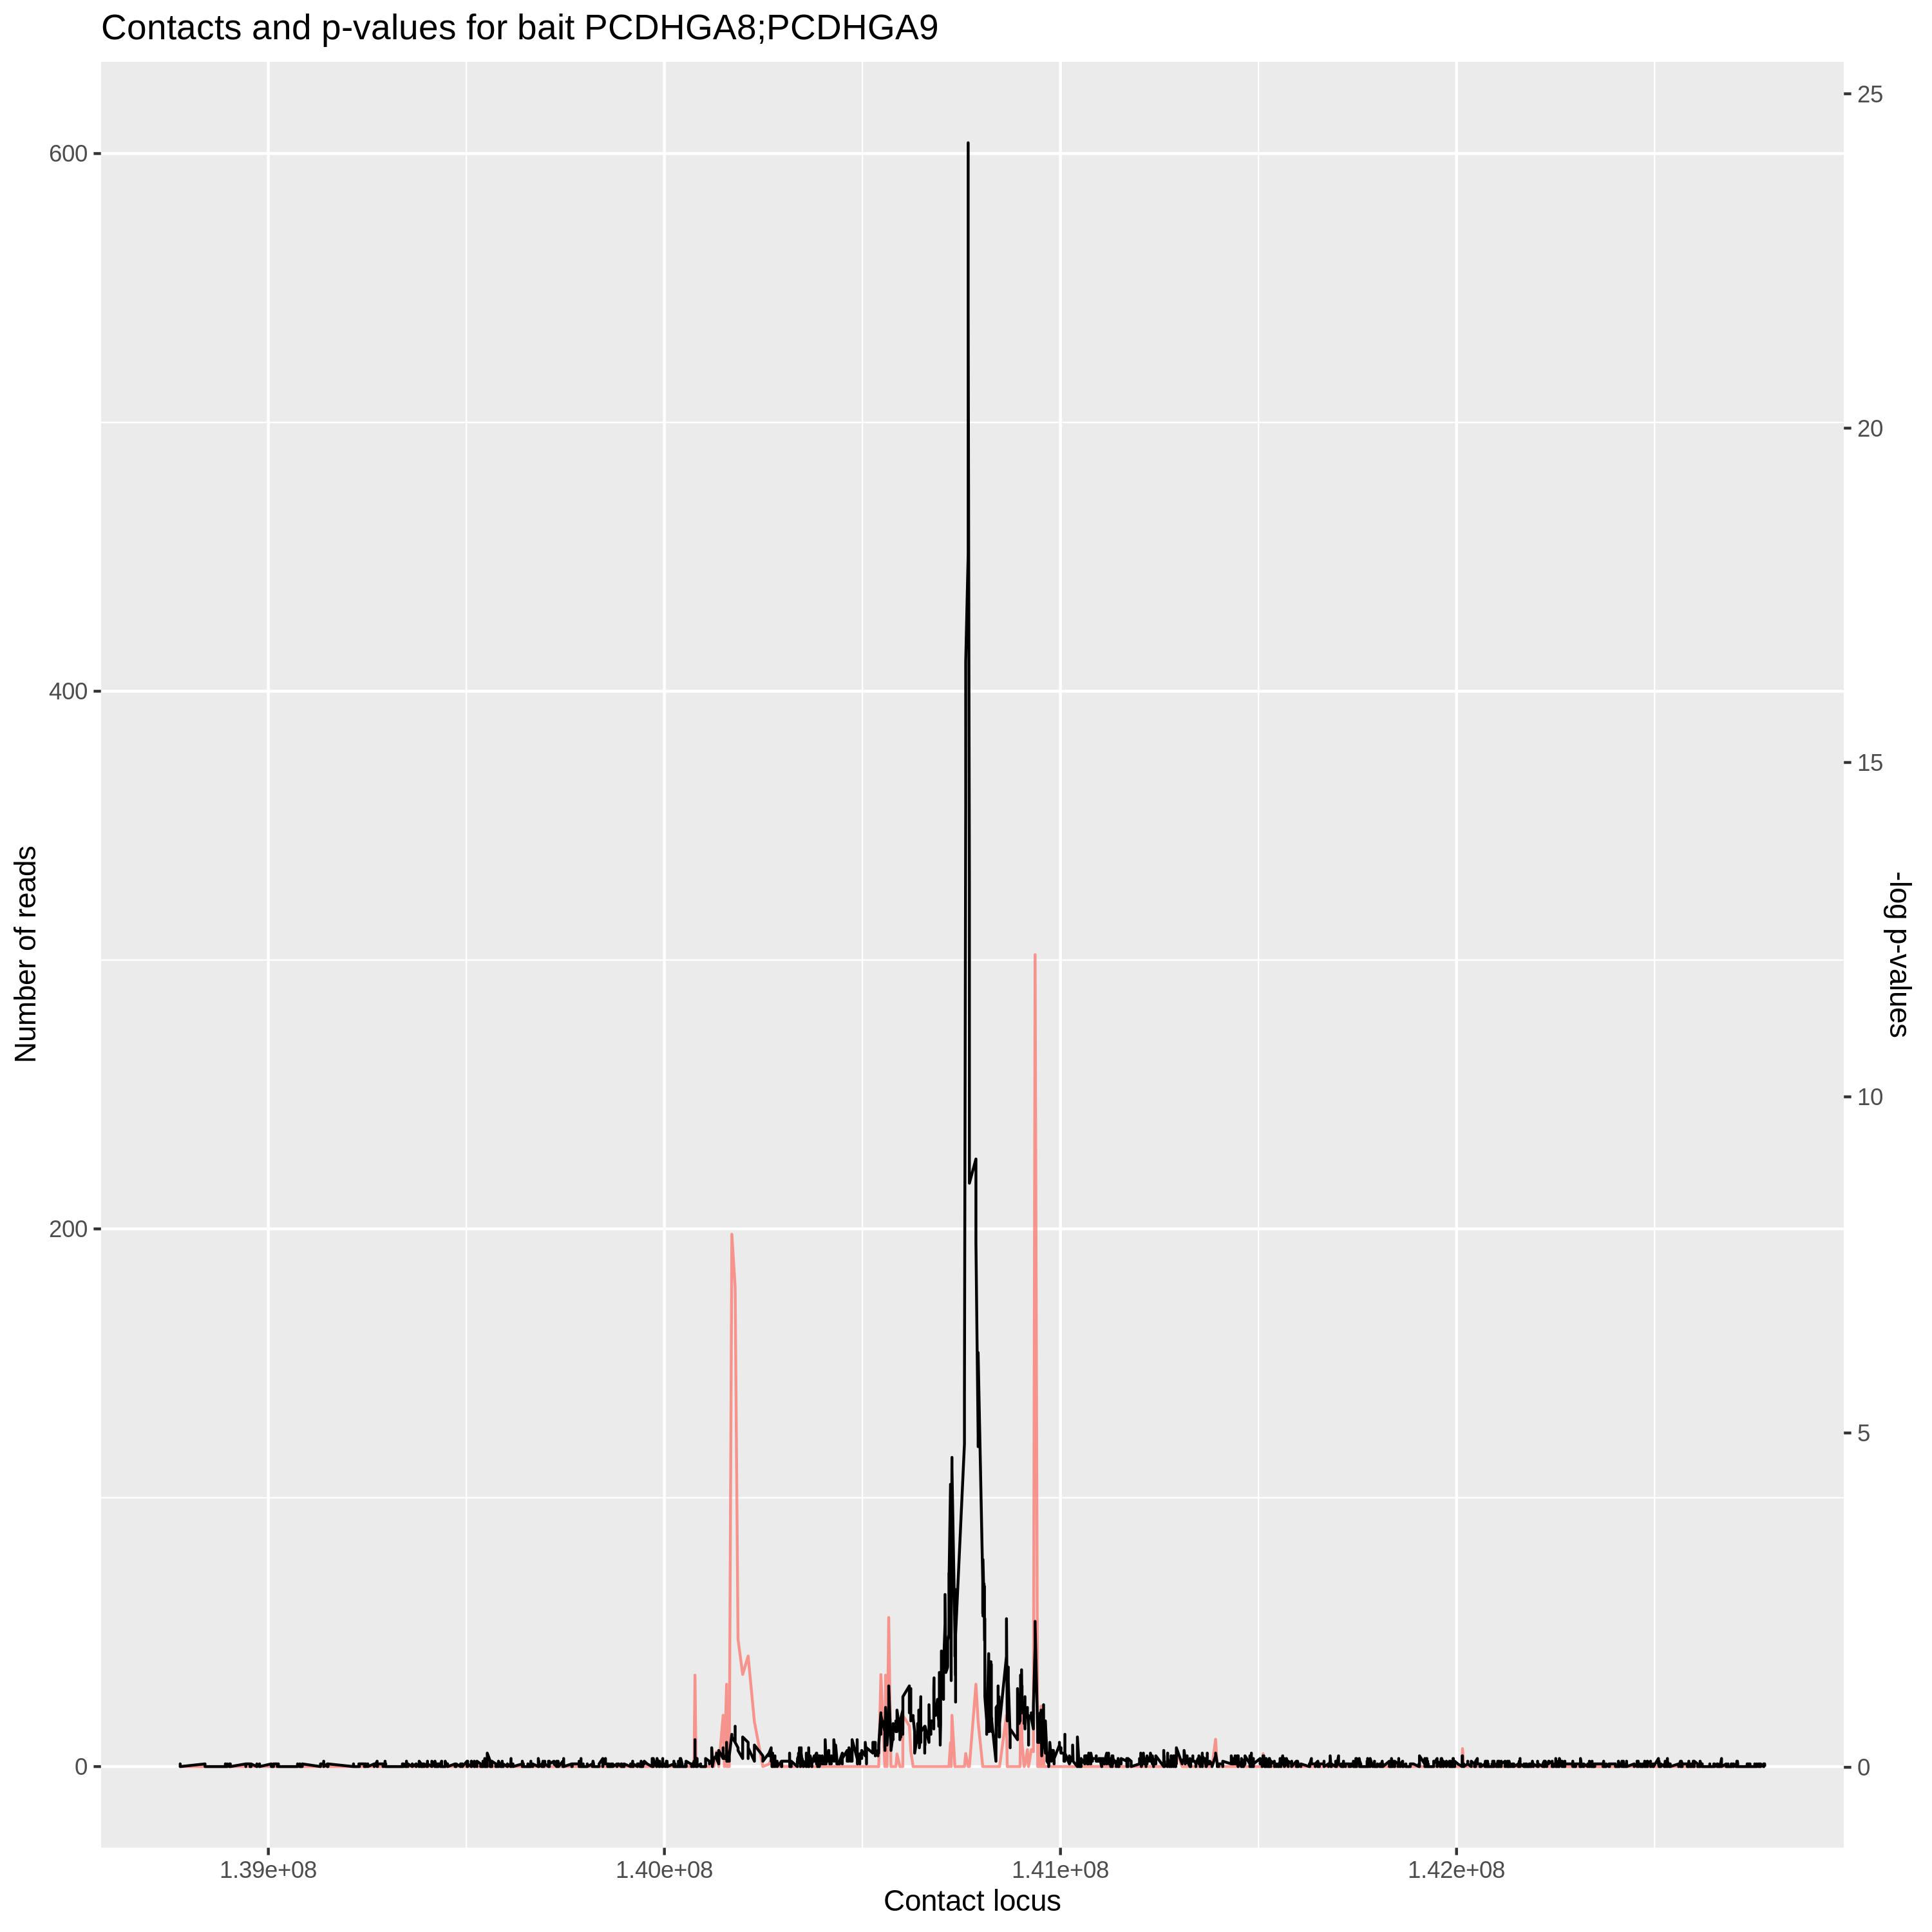 Contacts and p-values for bait PCDHGA8;PCDHGA9
600
400
200
0
Number of reads
25
20
15
10
5
0
-log p-values
1.39e+08
1.40e+08
1.41e+08
1.42e+08
Contact locus